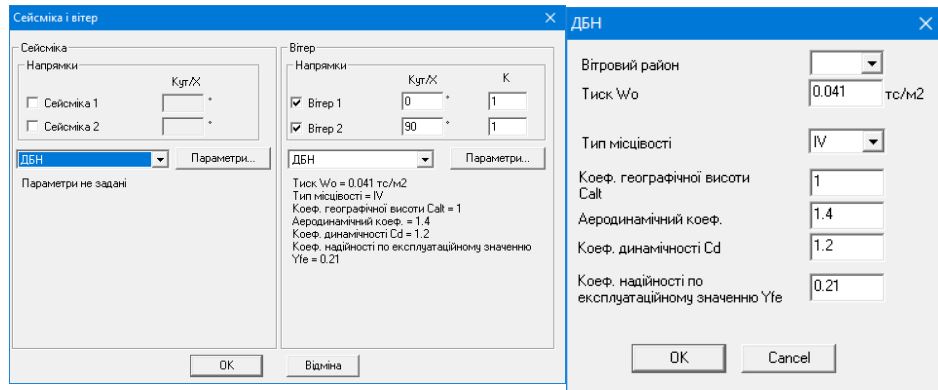 Сейсміка і вітер
Сейсміка
Напрямки
Кут/X
Сейсміка 1 °
Сейсміка 2 °
ДБН Параметри...
Параметри не задані
Вітер
Напрямки
Кут/X К
Вітер 1 0 ° 1
Вітер 2 90 ° 1
ДБН Параметри...
Тиск Wo = 0.041 тс/м2
Тип місцівості = IV
Коеф. географічної висоти Calt = 1
Аеродинамічний коеф. = 1.4
Коеф. динамічності Cd = 1.2
Коеф. надійності по експлуатаційному значенню
Yfe = 0.21
OK Відміна
ДБН
Вітровий район
Тиск Wo 0.041 тс/м2
Тип місцівості IV
Коеф. географічної висоти
Calt 1
Аеродинамічний коеф. 1.4
Коеф. динамічності Cd 1.2
Коеф. надійності по
експлуатаційному значенню Yfe 0.21
OK Cancel